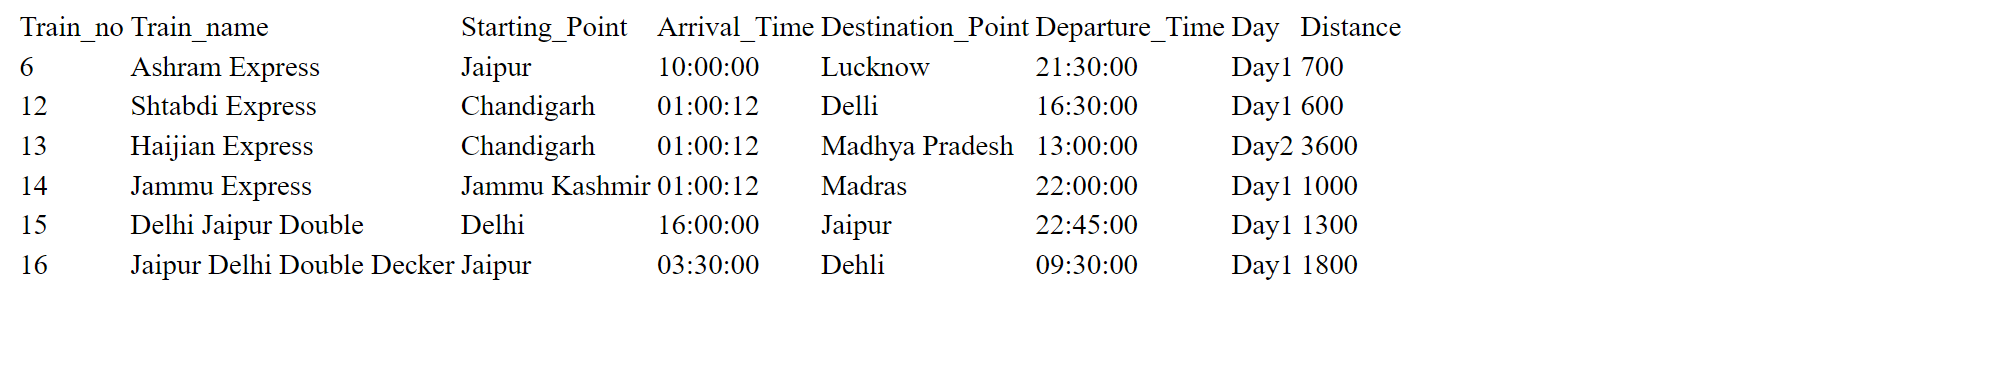 Train_no Train_name Starting_Point Arrival_Time Destination_Point Departure_Time Day Distance
6 Ashram Express Jaipur 10:00:00 Lucknow 21:30:00 Day1 700
12 Shtabdi Express Chandigarh 01:00:12 Delli 16:30:00 Day1 600
13 Haijian Express Chandigarh 01:00:12 Madhya Pradesh 13:00:00 Day2 3600
14 Jammu Express Jammu Kashmir 01:00:12 Madras 22:00:00 Day1 1000
15 Delhi Jaipur Double Delhi 16:00:00 Jaipur 22:45:00 Day1 1300
16 Jaipur Delhi Double Decker Jaipur 03:30:00 Dehli 09:30:00 Day1 1800